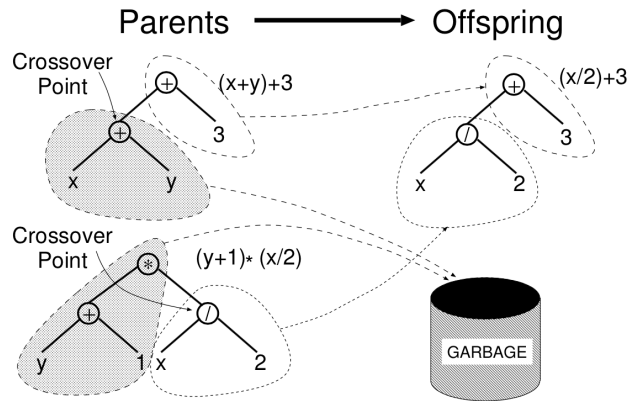 Parents
Offspring
Crossover
Point
+
(x+y)+3
+
3
x
y
+
(x/2)+3
/
3
x
2
Crossover
Point
*
(y+1)* (x/2)
+
/
y
1
x
2
GARBAGE